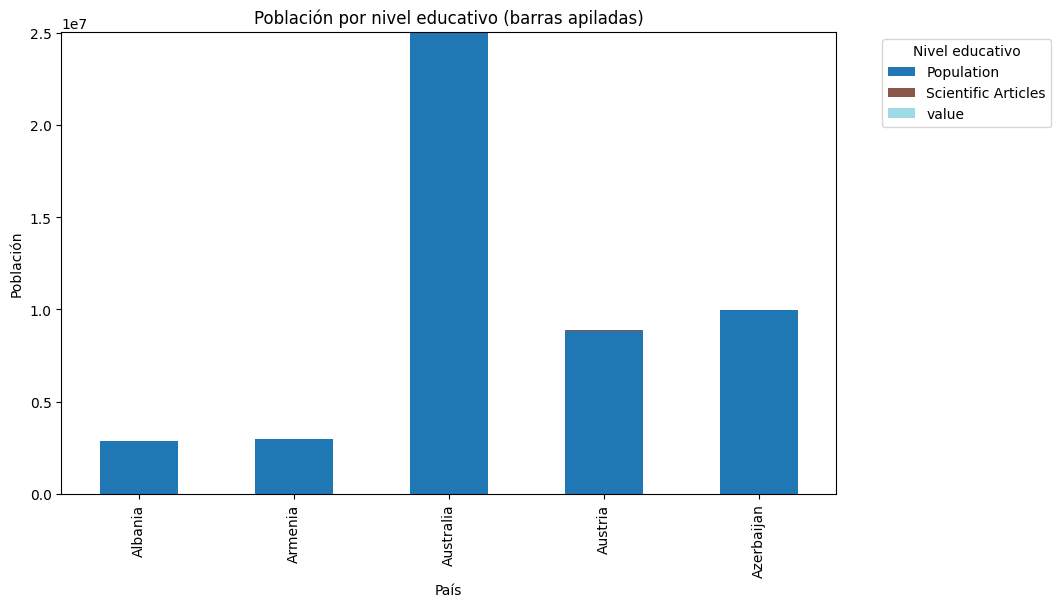 Población por nivel educativo (barras apiladas)
1e7
2.5
2.0
1.5
1.0
0.5
0.0
Población
Albania
Armenia
Australia
Austria
Azerbaijan
País
Nivel educativo
Population
Scientific Articles
value